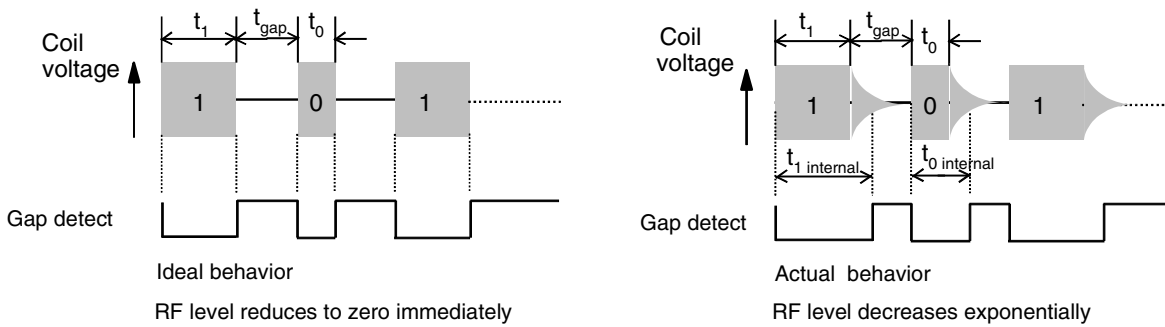 t1 tgap t0
Coil
voltage
1 0 1
Gap detect
Ideal behavior
RF level reduces to zero immediately
t1 tgap t0
Coil
voltage
1 0 1
t1 internal t0 internal
Gap detect
Actual behavior
RF level decreases exponentially